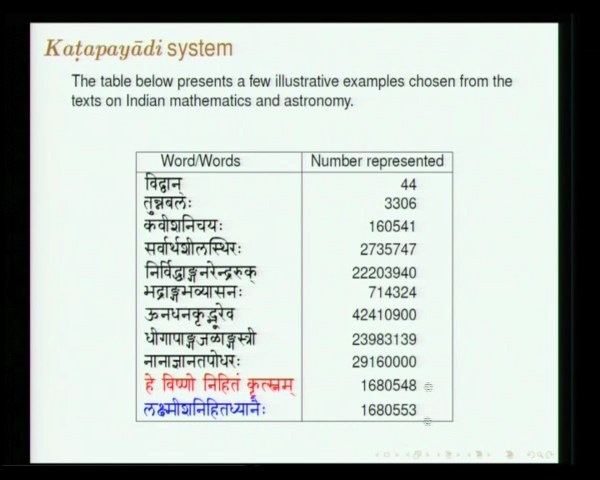 Kaṭapayādi system
The table below presents a few illustrative examples chosen from the
texts on Indian mathematics and astronomy.
Word/Words Number represented
विद्वान् 44
तुन्नबलः 3306
कवीशनिचयः 160541
सर्वार्थशीलस्थिरः 2735747
निर्विद्धाङ्गनरेन्द्ररुक् 22203940
भद्राङ्गभव्यासनः 714324
ऊनधनकृद्भूरेव 42410900
धीगापाङ्गजळाङ्गस्त्री 23983139
नानाज्ञानतपोधरः 29160000
हे विष्णो निहितं कृत्स्नम् 1680548
लक्ष्मीशनिहितध्यानैः 1680553